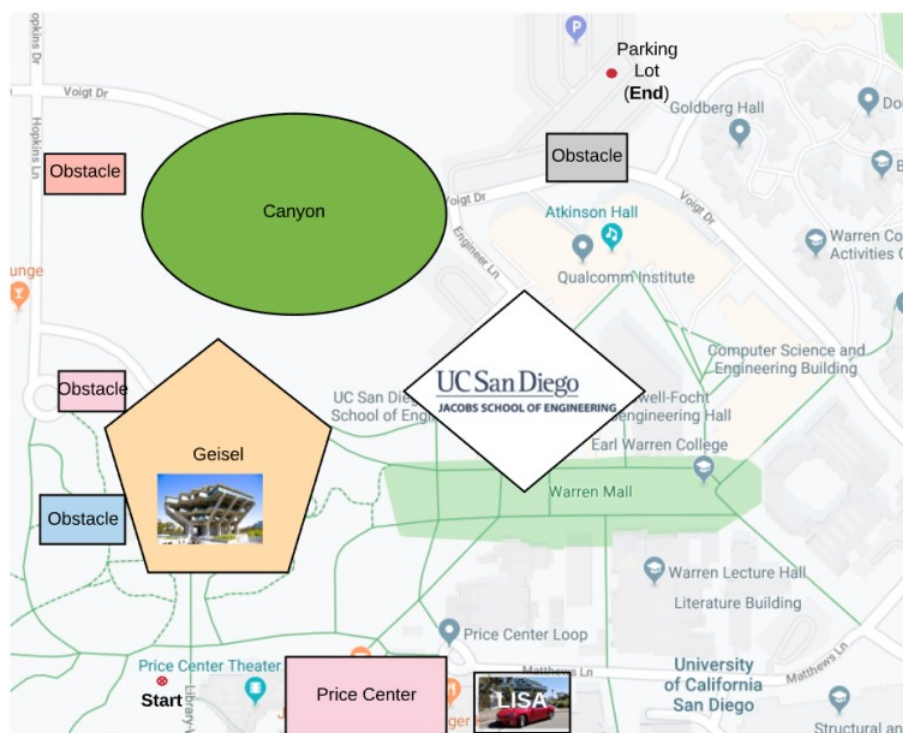 Hopkins Dr
Voigt Dr
Parking
Lot
(End)
Goldberg Hall
Hopkins Ln
Obstacle
Obstacle
Canyon
Voigt Dr
Voigt Dr
Atkinson Hall
Engineer Ln
Qualcomm Institute
Warren Co
Activities C
unge
Computer Science and
Engineering Building
Obstacle
UC San Dieg
School of Eng
UC San Diego
JACOBS SCHOOL OF ENGINEERING
well-Focht
engineering Hall
Geisel
Earl Warren College
Warren Mall
Obstacle
Warren Lecture Hall
Literature Building
Price Center Loop
Price Center Theater
Start
Price Center
LISA
Matthews Ln
Matthews Ln
University
of California
San Diego
Structural an